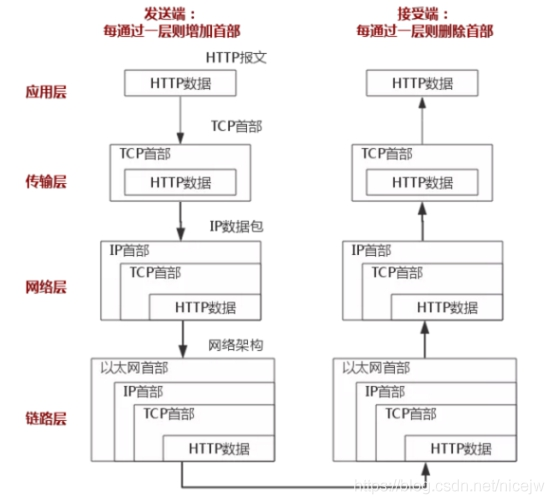 发送端：
每通过一层则增加首部
接受端：
每通过一层则删除首部
HTTP报文
应用层
HTTP数据
HTTP数据
TCP首部
传输层
TCP首部
HTTP数据
TCP首部
HTTP数据
IP数据包
网络层
IP首部
TCP首部
HTTP数据
IP首部
TCP首部
HTTP数据
网络架构
链路层
以太网首部
IP首部
TCP首部
HTTP数据
以太网首部
IP首部
TCP首部
HTTP数据
https://blog.csdn.net/nicejw